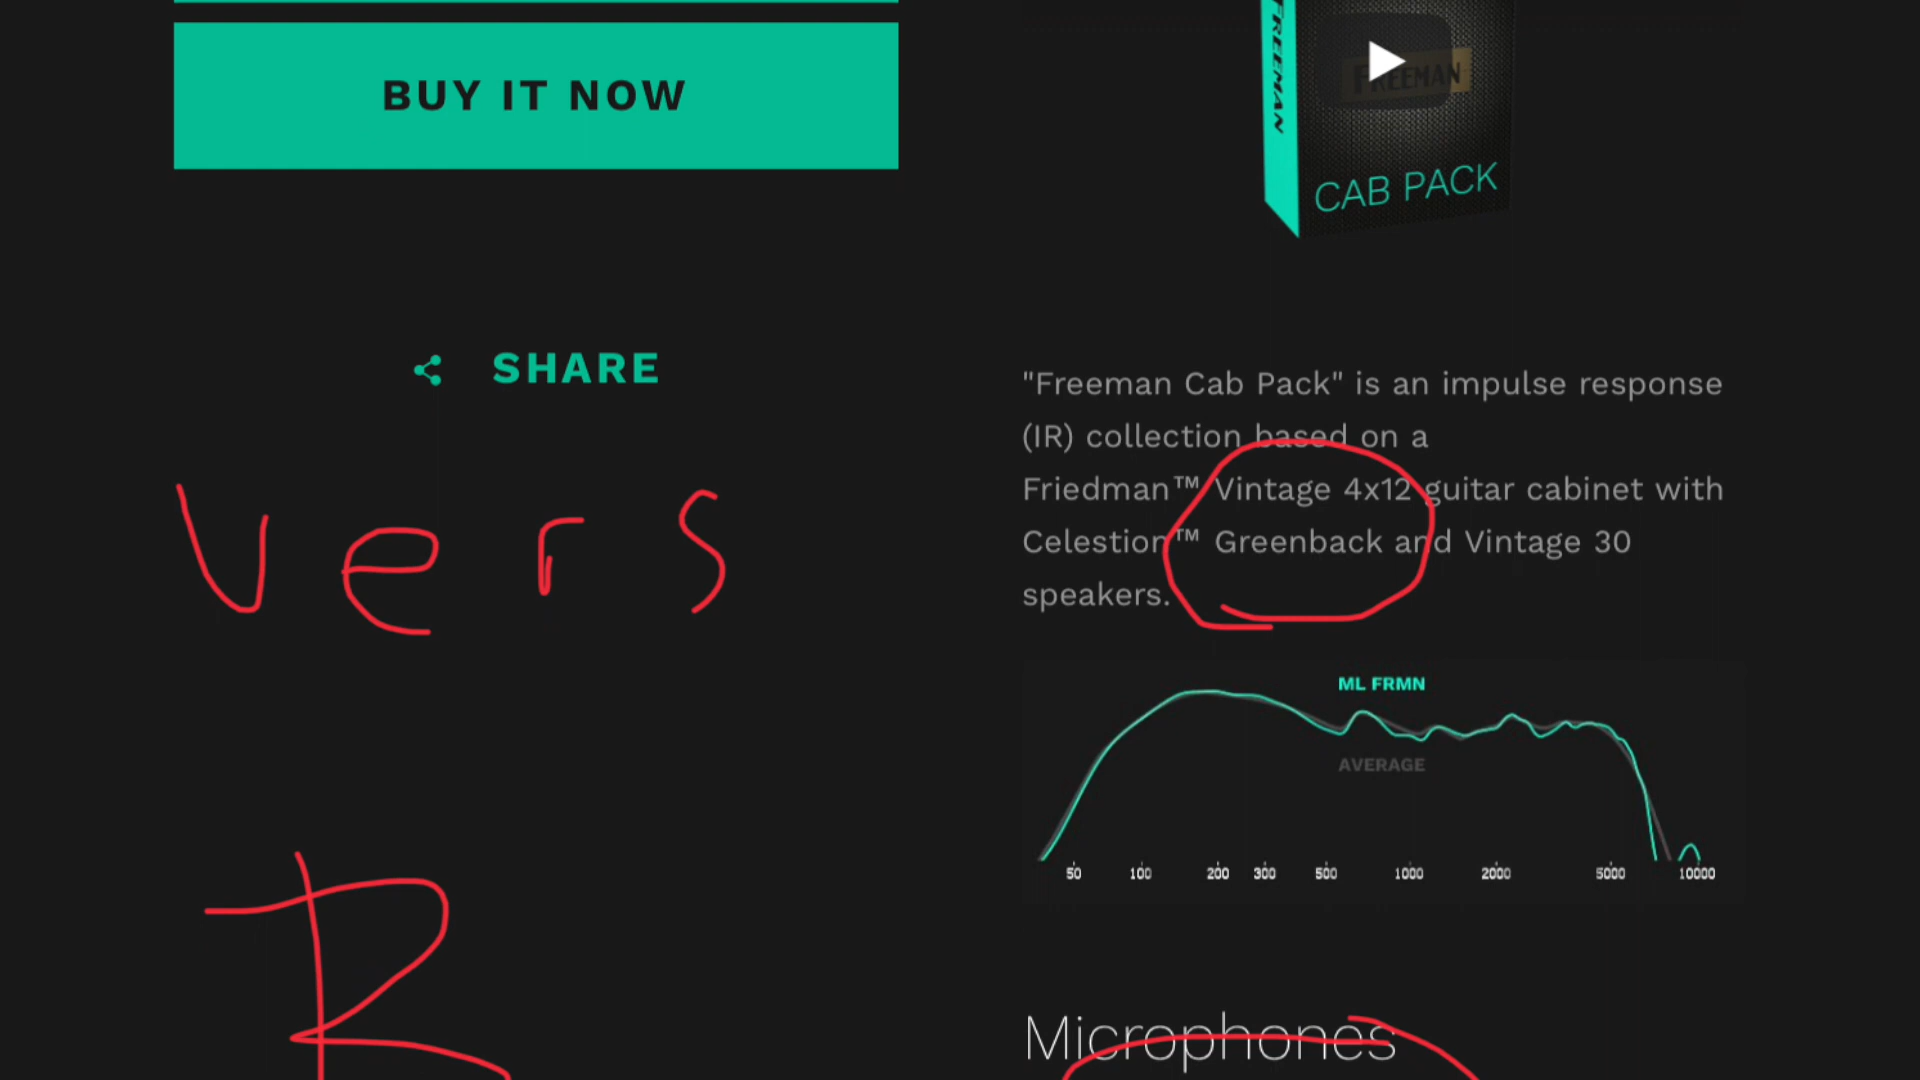 BUY IT NOW
SHARE
vers
R
FREEMAN
FREEMAN
CAB PACK
"Freeman Cab Pack" is an impulse response
(IR) collection based on a
Friedman™ Vintage 4x12 guitar cabinet with
Celestion™ Greenback and Vintage 30
speakers.
ML FRMN
AVERAGE
50 100 200 300 500 1000 2000 5000 10000
Microphones